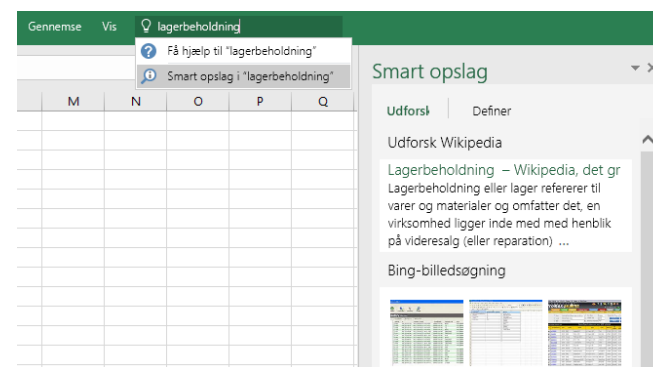 Gennemse Vis lagerbeholdning
Få hjælp til "lagerbeholdning"
Smart opslag i "lagerbeholdning"
M N O P Q
Smart opslag
Udforsk Definer
Udforsk Wikipedia
Lagerbeholdning – Wikipedia, det gr
Lagerbeholdning eller lager refererer til
varer og materialer og omfatter det, en
virksomhed ligger inde med med henblik
på videresalg (eller reparation) ...
Bing-billedsøgning